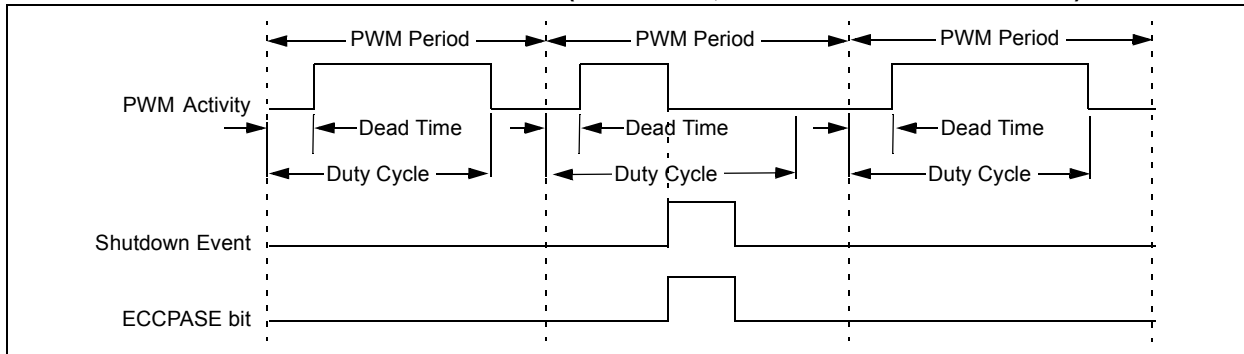 PWM Period PWM Period PWM Period
PWM Activity
Dead Time Dead Time Dead Time
Duty Cycle Duty Cycle Duty Cycle
Shutdown Event
ECCPASE bit